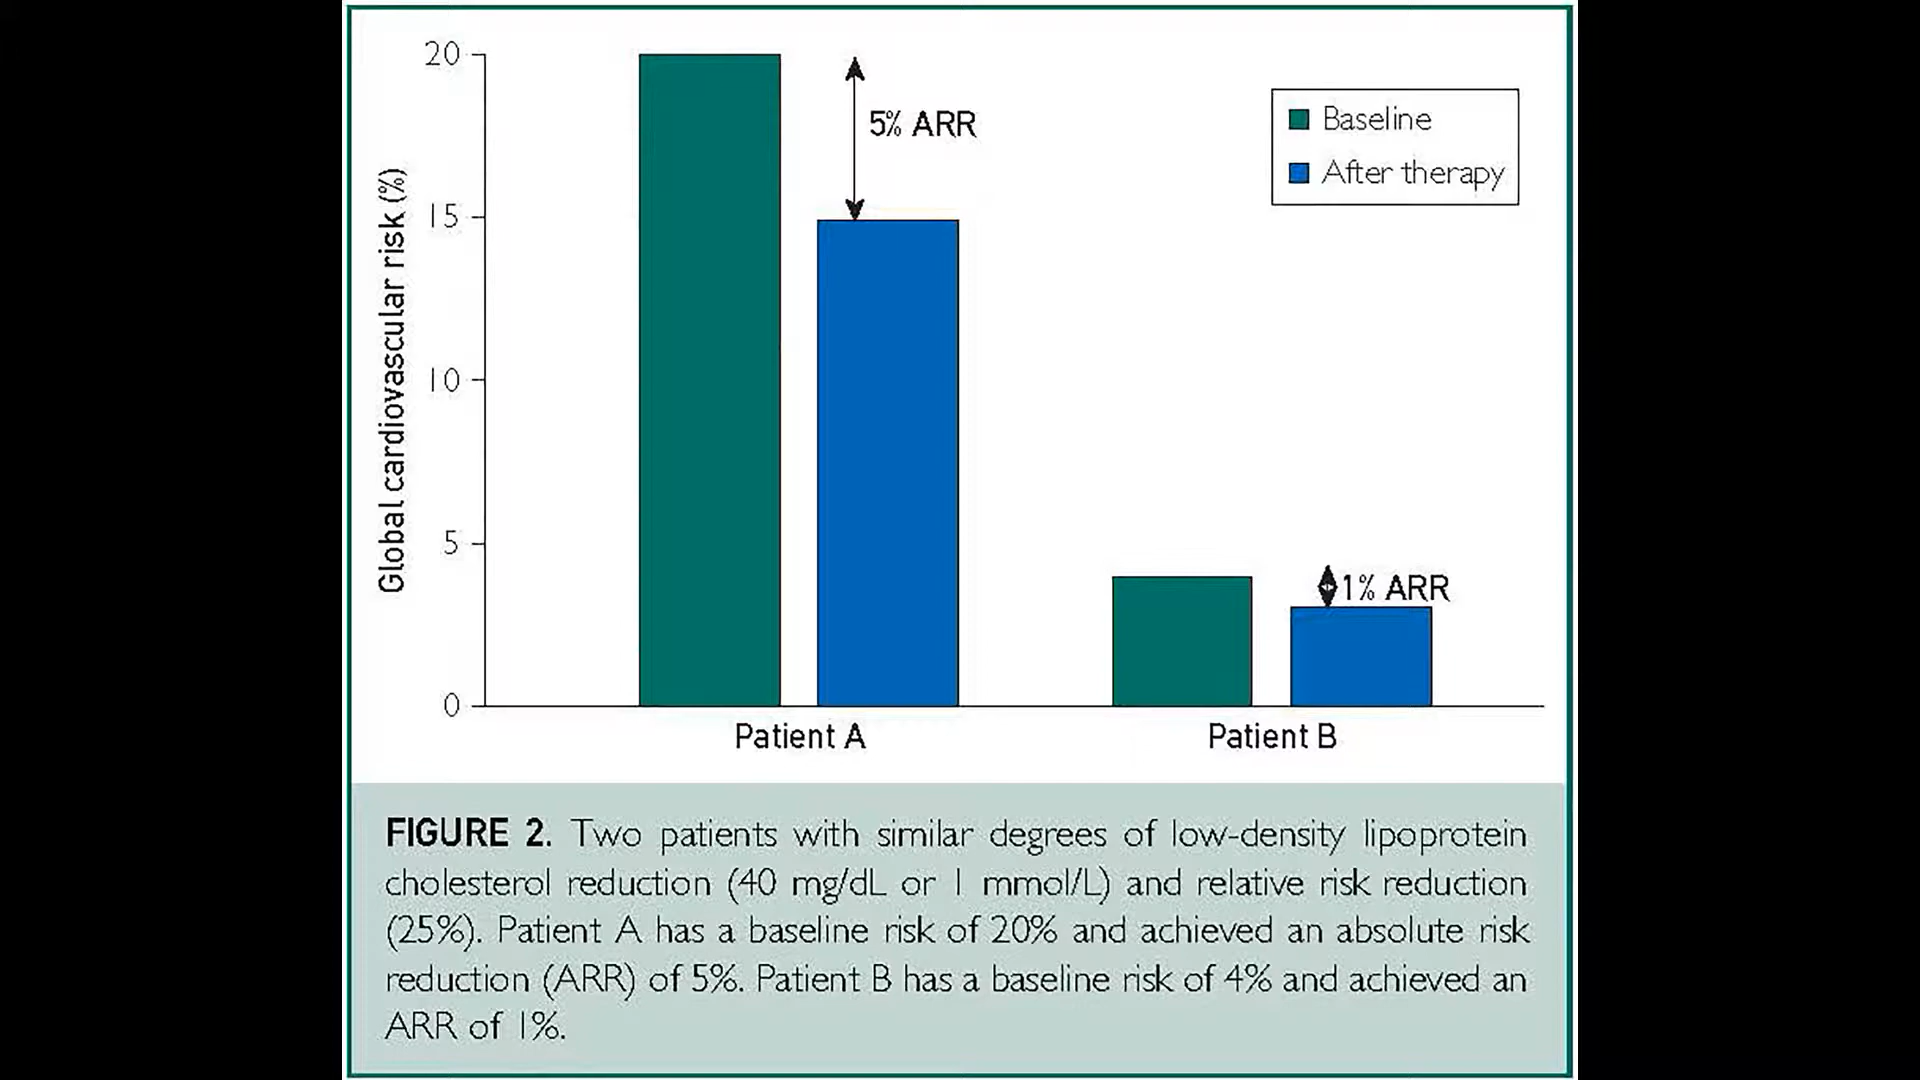 20
15
10
5
0
Global cardiovascular risk (%)
5% ARR
1% ARR
Baseline
After therapy
Patient A
Patient B
FIGURE 2. Two patients with similar degrees of low-density lipoprotein
cholesterol reduction (40 mg/dL or 1 mmol/L) and relative risk reduction
(25%). Patient A has a baseline risk of 20% and achieved an absolute risk
reduction (ARR) of 5%. Patient B has a baseline risk of 4% and achieved an
ARR of 1%.